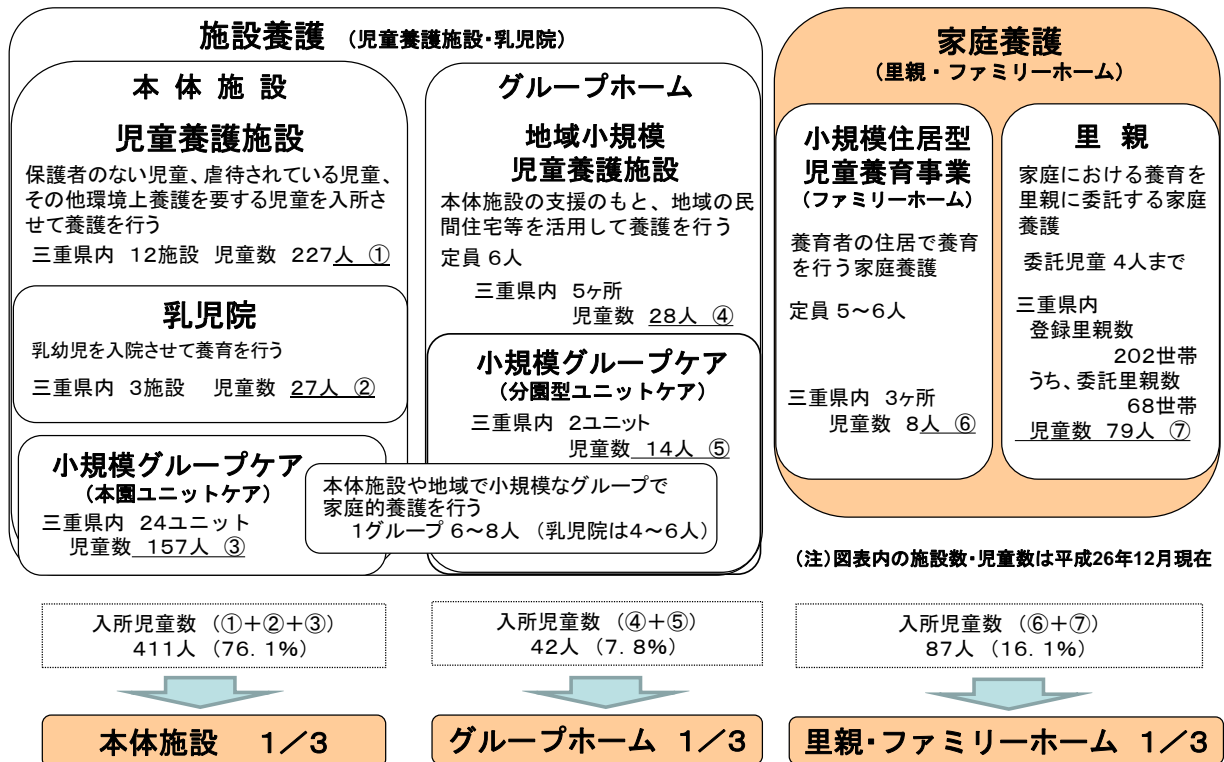 施設養護 (児童養護施設・乳児院)
本 体 施 設
児童養護施設
保護者のない児童、虐待されている児童、
その他環境上養護を要する児童を入所さ
せて養護を行う
三重県内 12施設 児童数 227人 ①
乳児院
乳幼児を入院させて養育を行う
三重県内 3施設 児童数 27人 ②
小規模グループケア
(本園ユニットケア)
三重県内 24ユニット
児童数 157人 ③
グループホーム
地域小規模
児童養護施設
本体施設の支援のもと、地域の民
間住宅等を活用して養護を行う
定員 6人
三重県内 5ヶ所
児童数 28人 ④
小規模グループケア
(分園型ユニットケア)
三重県内 2ユニット
児童数 14人 ⑤
本体施設や地域で小規模なグループで
家庭的養護を行う
1グループ 6~8人 (乳児院は4~6人)
家庭養護
(里親・ファミリーホーム)
小規模住居型
児童養育事業
(ファミリーホーム)
養育者の住居で養育
を行う家庭養護
定員 5~6人
三重県内 3ヶ所
児童数 8人 ⑥
里 親
家庭における養育を
里親に委託する家庭
養護
委託児童 4人まで
三重県内
登録里親数
202世帯
うち、委託里親数
68世帯
児童数 79人 ⑦
(注)図表内の施設数・児童数は平成26年12月現在
入所児童数 (①+②+③)
411人 (76.1%)
入所児童数 (④+⑤)
42人 (7.8%)
入所児童数 (⑥+⑦)
87人 (16.1%)
本体施設 1/3
グループホーム 1/3
里親・ファミリーホーム 1/3